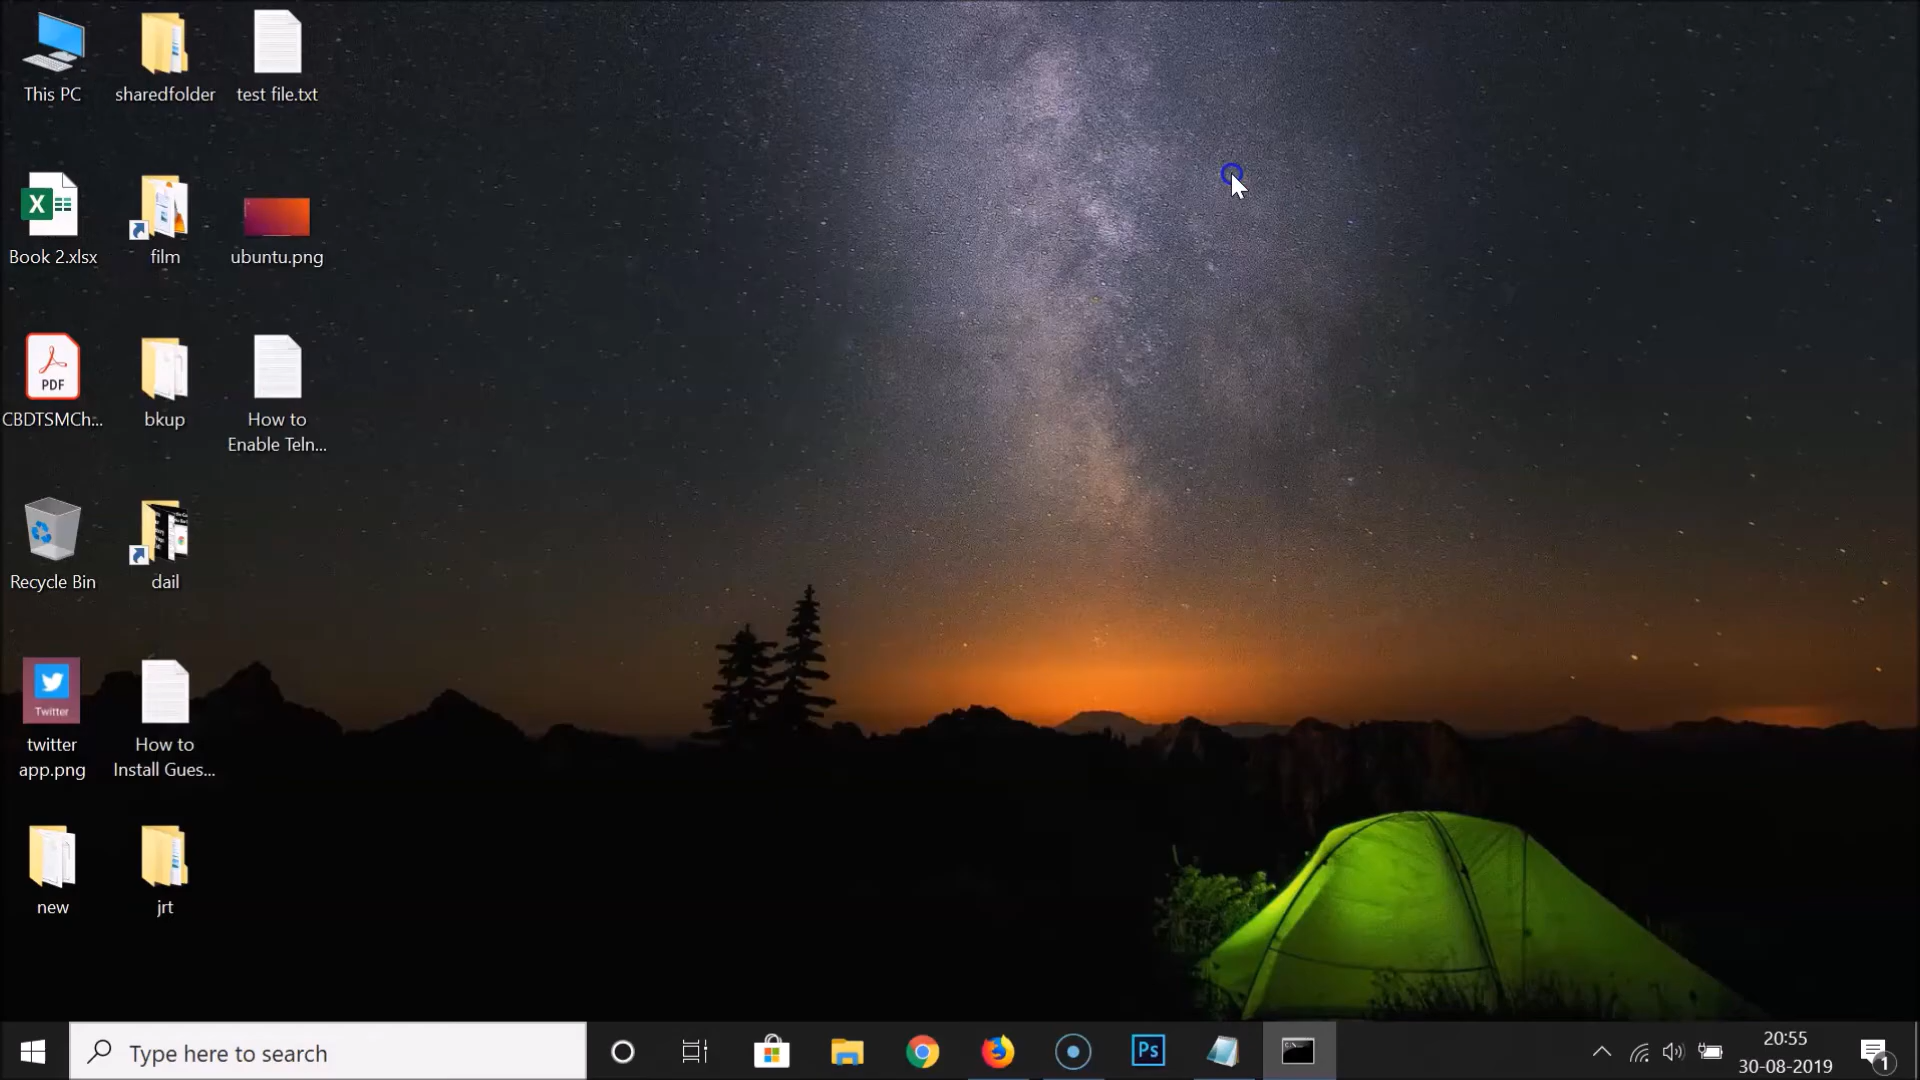 This PC
sharedfolder
test file.txt
X
Book 2.xlsx
film
ubuntu.png
PDF
CBDTSMCh...
bkup
How to
Enable Teln...
Recycle Bin
dail
Twitter
twitter
app.png
How to
Install Gues...
new
jrt
Type here to search
Ps
20:55
30-08-2019
1